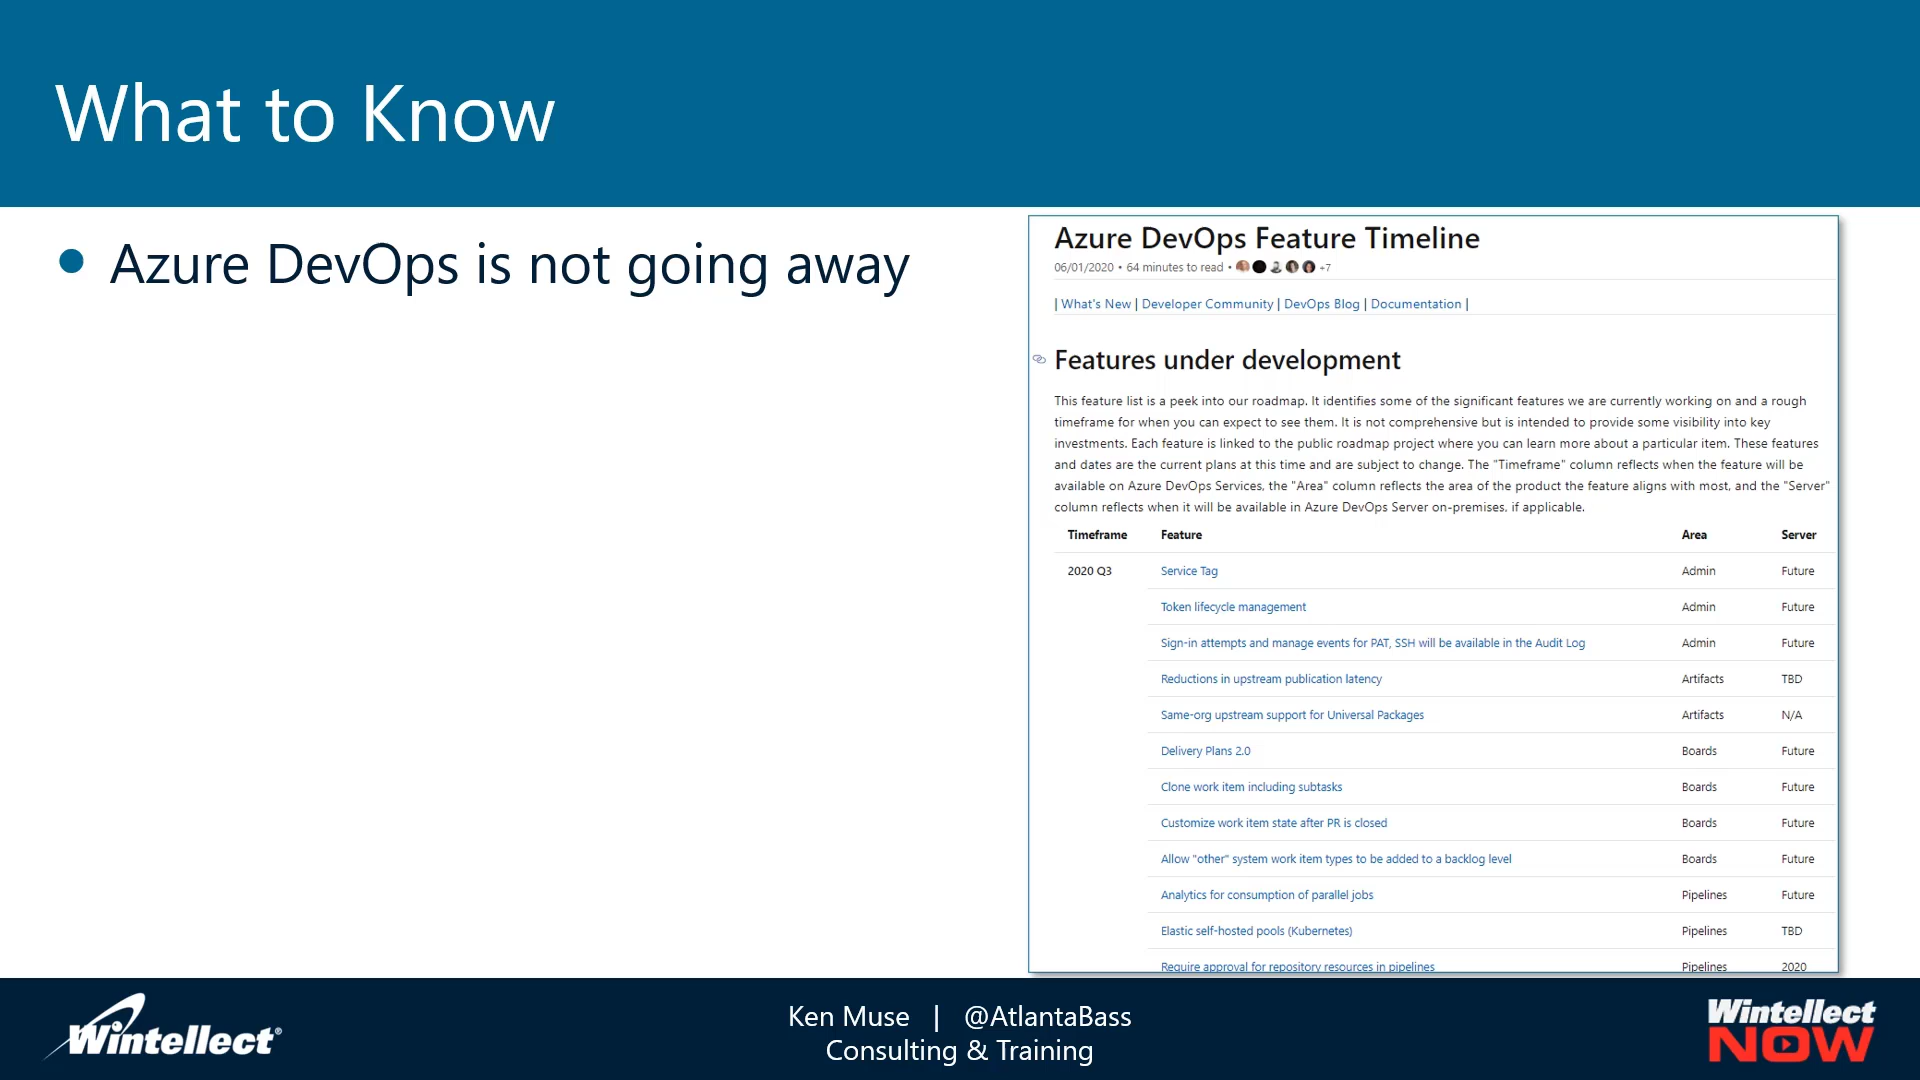 What to Know
Azure DevOps is not going away
Azure DevOps Feature Timeline
06/01/2020 • 64 minutes to read • +7
| What's New | Developer Community | DevOps Blog | Documentation |
Features under development
This feature list is a peek into our roadmap. It identifies some of the significant features we are currently working on and a rough
timeframe for when you can expect to see them. It is not comprehensive but is intended to provide some visibility into key
investments. Each feature is linked to the public roadmap project where you can learn more about a particular item. These features
and dates are the current plans at this time and are subject to change. The "Timeframe" column reflects when the feature will be
available on Azure DevOps Services, the "Area" column reflects the area of the product the feature aligns with most, and the "Server"
column reflects when it will be available in Azure DevOps Server on-premises, if applicable.
Timeframe Feature Area Server
2020 Q3 Service Tag Admin Future
Token lifecycle management Admin Future
Sign-in attempts and manage events for PAT, SSH will be available in the Audit Log Admin Future
Reductions in upstream publication latency Artifacts TBD
Same-org upstream support for Universal Packages Artifacts N/A
Delivery Plans 2.0 Boards Future
Clone work item including subtasks Boards Future
Customize work item state after PR is closed Boards Future
Allow "other" system work item types to be added to a backlog level Boards Future
Analytics for consumption of parallel jobs Pipelines Future
Elastic self-hosted pools (Kubernetes) Pipelines TBD
Require approval for repository resources in pipelines Pipelines 2020
Wintellect®
Ken Muse | @AtlantaBass
Consulting & Training
Wintellect
NOW